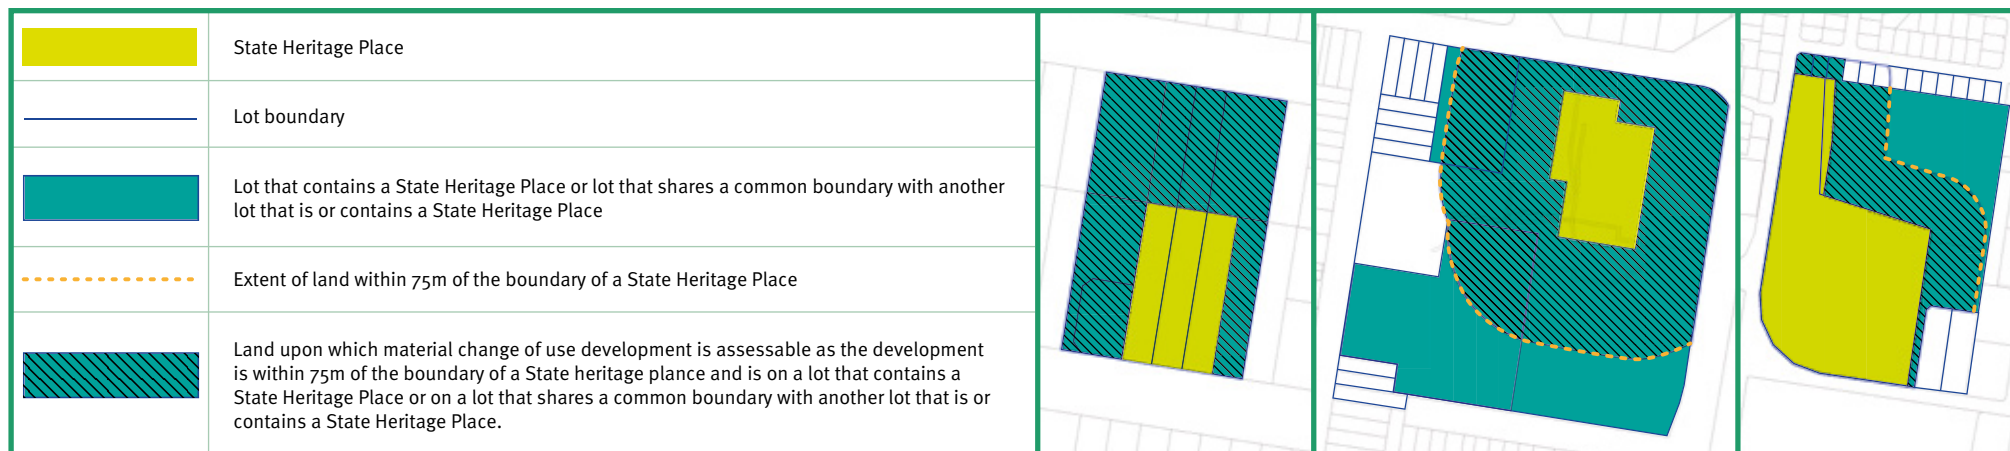 State Heritage Place
Lot boundary
Lot that contains a State Heritage Place or lot that shares a common boundary with another
lot that is or contains a State Heritage Place
Extent of land within 75m of the boundary of a State Heritage Place
Land upon which material change of use development is assessable as the development
is within 75m of the boundary of a State heritage plance and is on a lot that contains a
State Heritage Place or on a lot that shares a common boundary with another lot that is or
contains a State Heritage Place.